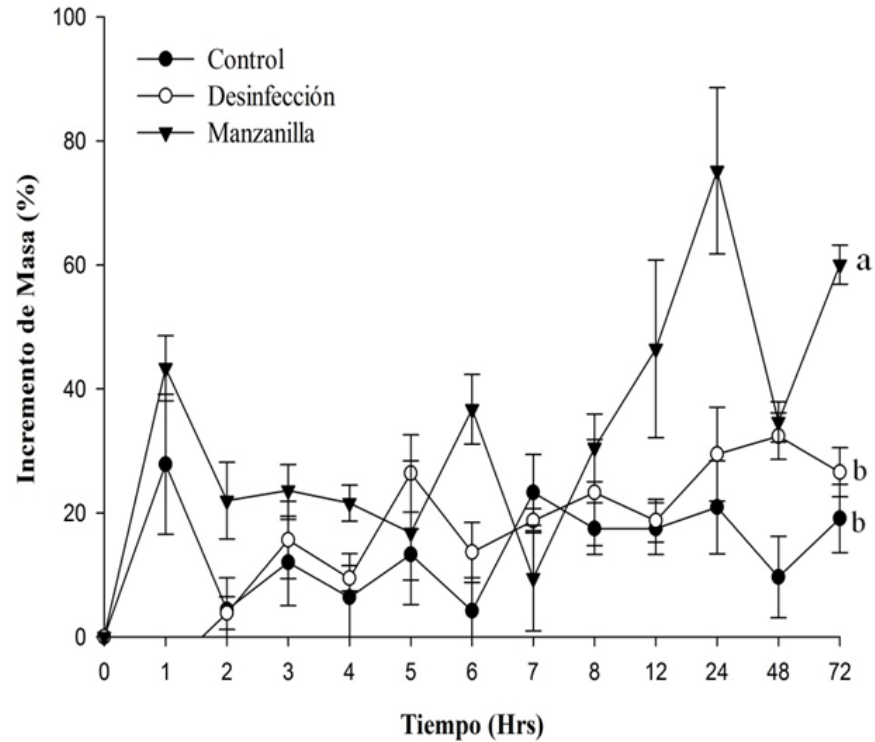 100
80
60
40
20
0
Incremento de Masa (%)
Control
Desinfección
Manzanilla
a
b
b
0 1 2 3 4 5 6 7 8 12 24 48 72
Tiempo (Hrs)